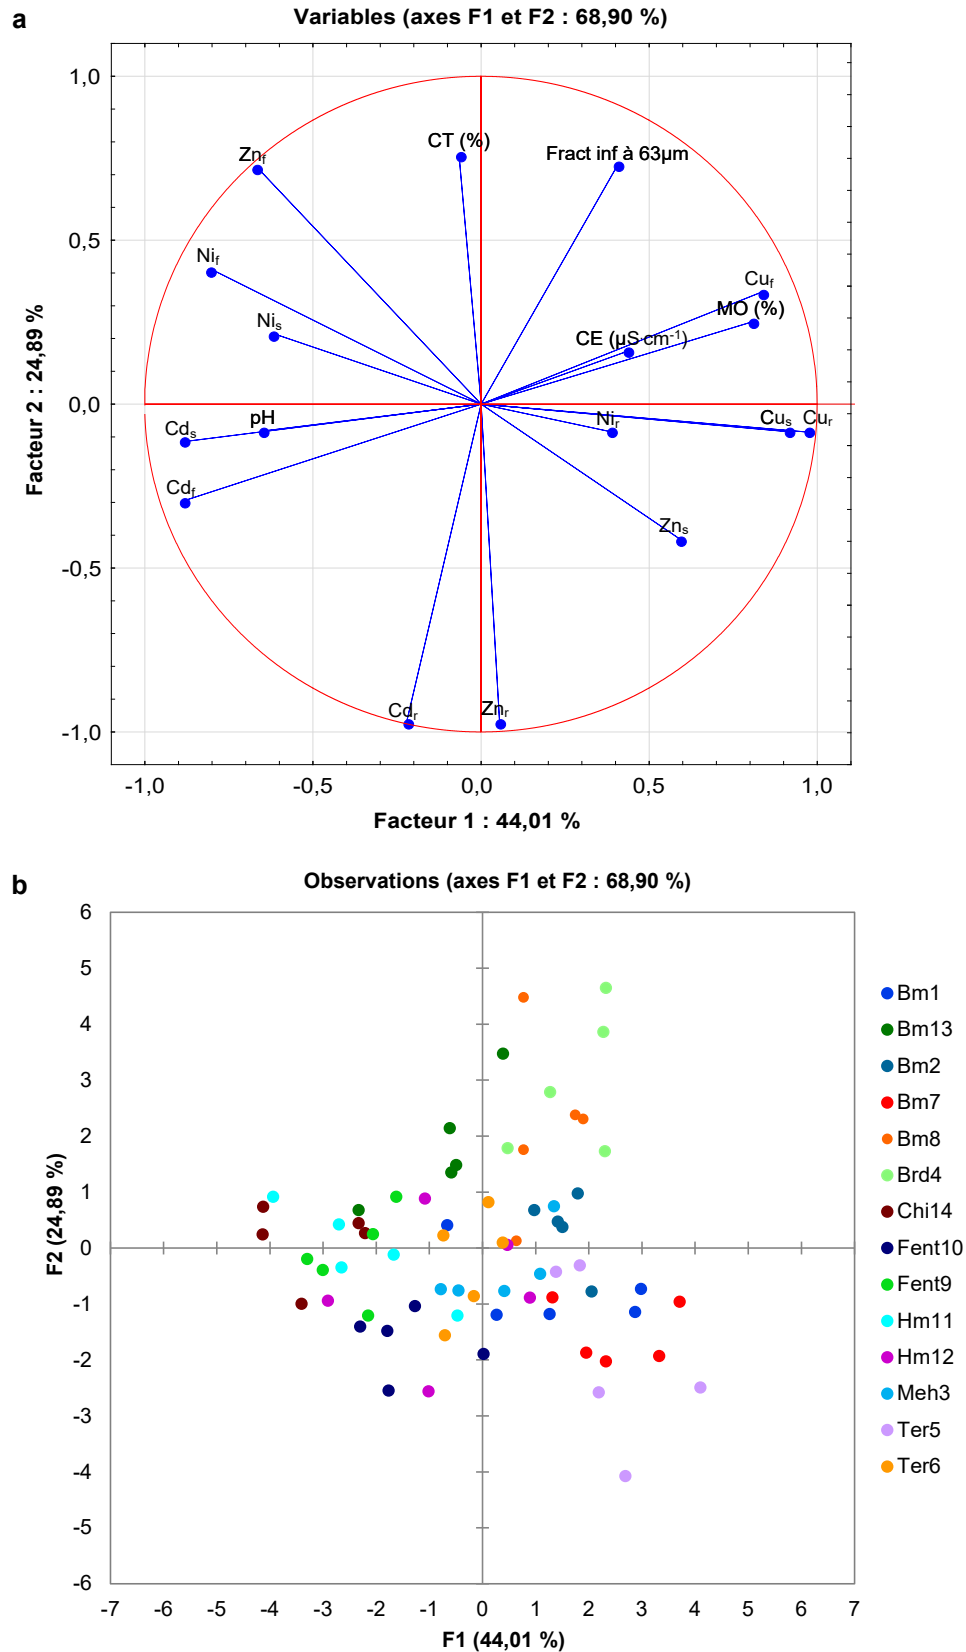 a
Variables (axes F1 et F2 : 68,90 %)
1,0
0,5
0,0
-0,5
-1,0
Facteur 2 : 24,89 %
CT (%)
Fract inf à 63µm
Znf
Nif
Nis
Cuf
MO (%)
CE (µS·cm-1)
Cds
pH
Nir
Cus
Cur
Cdf
Zns
Cdr
Znr
-1,0 -0,5 0,0 0,5 1,0
Facteur 1 : 44,01 %
b
Observations (axes F1 et F2 : 68,90 %)
6
5
4
3
2
1
0
-1
-2
-3
-4
-5
-6
F2 (24,89 %)
-7 -6 -5 -4 -3 -2 -1 0 1 2 3 4 5 6 7
F1 (44,01 %)
Bm1
Bm13
Bm2
Bm7
Bm8
Brd4
Chi14
Fent10
Fent9
Hm11
Hm12
Meh3
Ter5
Ter6